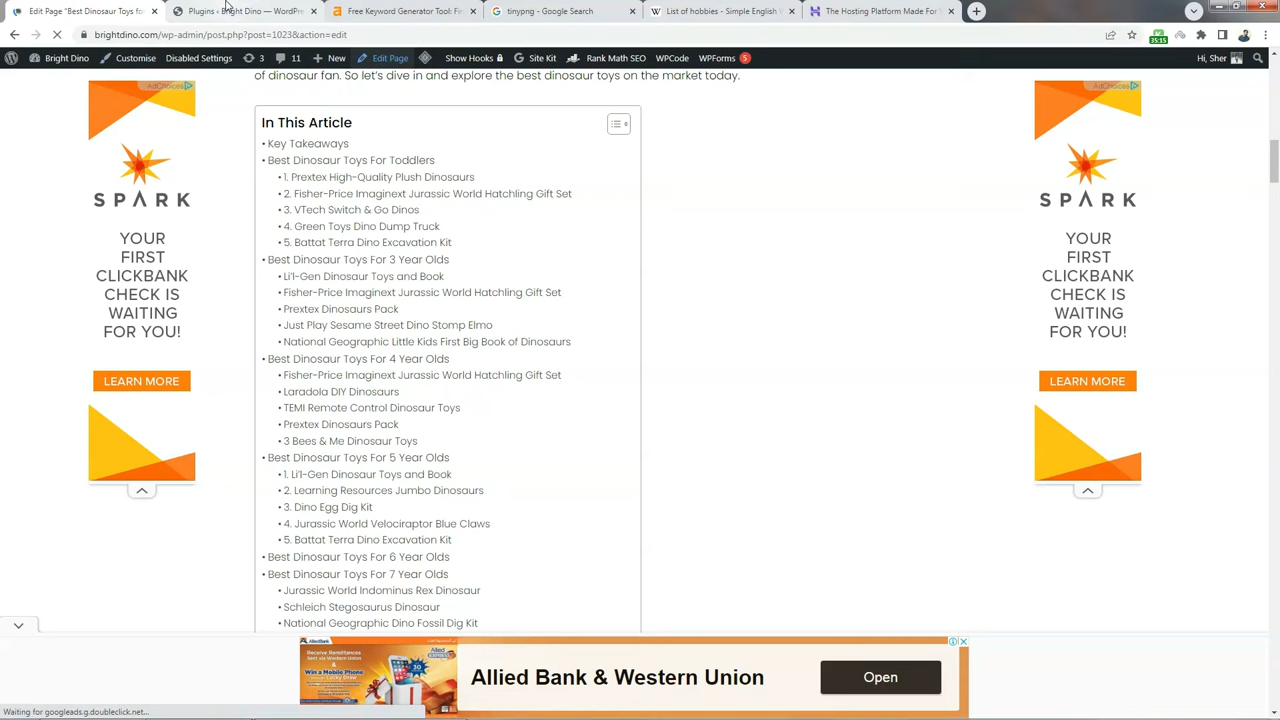 Edit Page "Best Dinosaur Toys for
Plugins ‹ Bright Dino — WordPre
Free Keyword Generator Tool: Fi
tinypng - Google Search
List of hobbies - Simple English W
The Hosting Platform Made For
brightdino.com/wp-admin/post.php?post=1023&action=edit
35:15
Bright Dino
Customise
Disabled Settings
3
11
New
Edit Page
Show Hooks
Site Kit
Rank Math SEO
WPCode
WPForms 5
Hi, Sher
of dinosaur. So let's dive in and explore the best dinosaur toys on the market today.
In This Article
• Key Takeaways
• Best Dinosaur Toys For Toddlers
• 1. Prextex High-Quality Plush Dinosaurs
• 2. Fisher-Price Imaginext Jurassic World Hatchling Gift Set
• 3. VTech Switch & Go Dinos
• 4. Green Toys Dino Dump Truck
• 5. Battat Terra Dino Excavation Kit
• Best Dinosaur Toys For 3 Year Olds
• Li'l-Gen Dinosaur Toys and Book
• Fisher-Price Imaginext Jurassic World Hatchling Gift Set
• Prextex Dinosaurs Pack
• Just Play Sesame Street Dino Stomp Elmo
• National Geographic Little Kids First Big Book of Dinosaurs
• Best Dinosaur Toys For 4 Year Olds
• Fisher-Price Imaginext Jurassic World Hatchling Gift Set
• Laradola DIY Dinosaurs
• TEMI Remote Control Dinosaur Toys
• Prextex Dinosaurs Pack
• 3 Bees & Me Dinosaur Toys
• Best Dinosaur Toys For 5 Year Olds
• 1. Li'l-Gen Dinosaur Toys and Book
• 2. Learning Resources Jumbo Dinosaurs
• 3. Dino Egg Dig Kit
• 4. Jurassic World Velociraptor Blue Claws
• 5. Battat Terra Dino Excavation Kit
• Best Dinosaur Toys For 6 Year Olds
• Best Dinosaur Toys For 7 Year Olds
• Jurassic World Indominus Rex Dinosaur
• Schleich Stegosaurus Dinosaur
• National Geographic Dino Fossil Dig Kit
AdChoices
SPARK
YOUR
FIRST
CLICKBANK
CHECK IS
WAITING
FOR YOU!
LEARN MORE
AdChoices
SPARK
YOUR
FIRST
CLICKBANK
CHECK IS
WAITING
FOR YOU!
LEARN MORE
Allied Bank & Western Union
Open
Waiting for googleads.g.doubleclick.net...